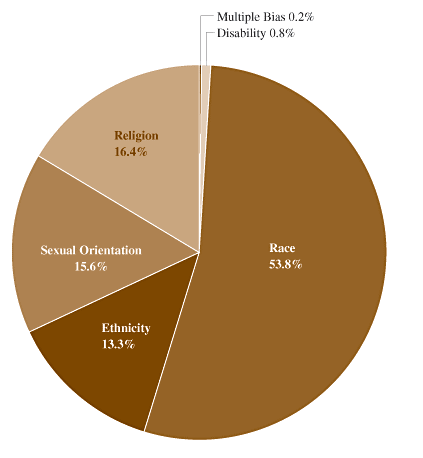 Multiple Bias 0.2%
Disability 0.8%
Religion
16.4%
Sexual Orientation
15.6%
Race
53.8%
Ethnicity
13.3%